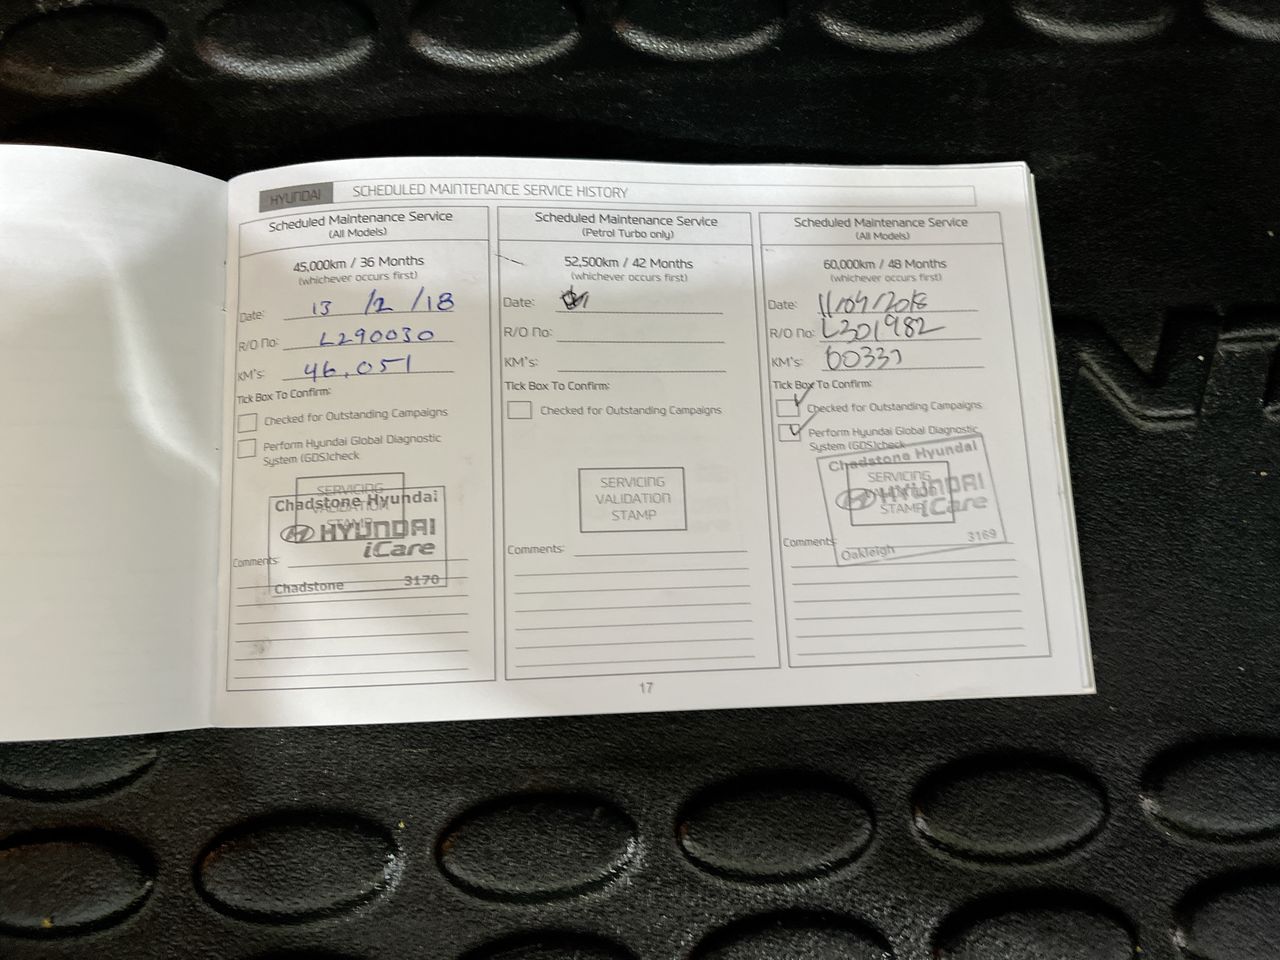 HYUNDAI SCHEDULED MAINTENANCE SERVICE HISTORY
Scheduled Maintenance Service
(All Models)
45,000km / 36 Months
(whichever occurs first)
Date: 13 /2 /18
R/O No: L290030
KM's: 46,051
Tick Box To Confirm:
Checked for Outstanding Campaigns
Perform Hyundai Global Diagnostic
System (GDS)check
SERVICING
VALIDATION
STAMP
Chadstone Hyundai
HYUNDAI
iCare
Chadstone 3170
Comments:
Scheduled Maintenance Service
(Petrol Turbo only)
52,500km / 42 Months
(whichever occurs first)
Date:
R/O No:
KM's:
Tick Box To Confirm:
Checked for Outstanding Campaigns
SERVICING
VALIDATION
STAMP
Comments:
Scheduled Maintenance Service
(All Models)
60,000km / 48 Months
(whichever occurs first)
Date: 11/09/2018
R/O No: L301982
KM's:
Tick Box To Confirm:
Checked for Outstanding Campaigns
Perform Hyundai Global Diagnostic
System (GDS)check
Chadstone Hyundai
SERVICING
VALIDATION
STAMP
HYUNDAI
iCare
Oakleigh 3169
Comments:
17